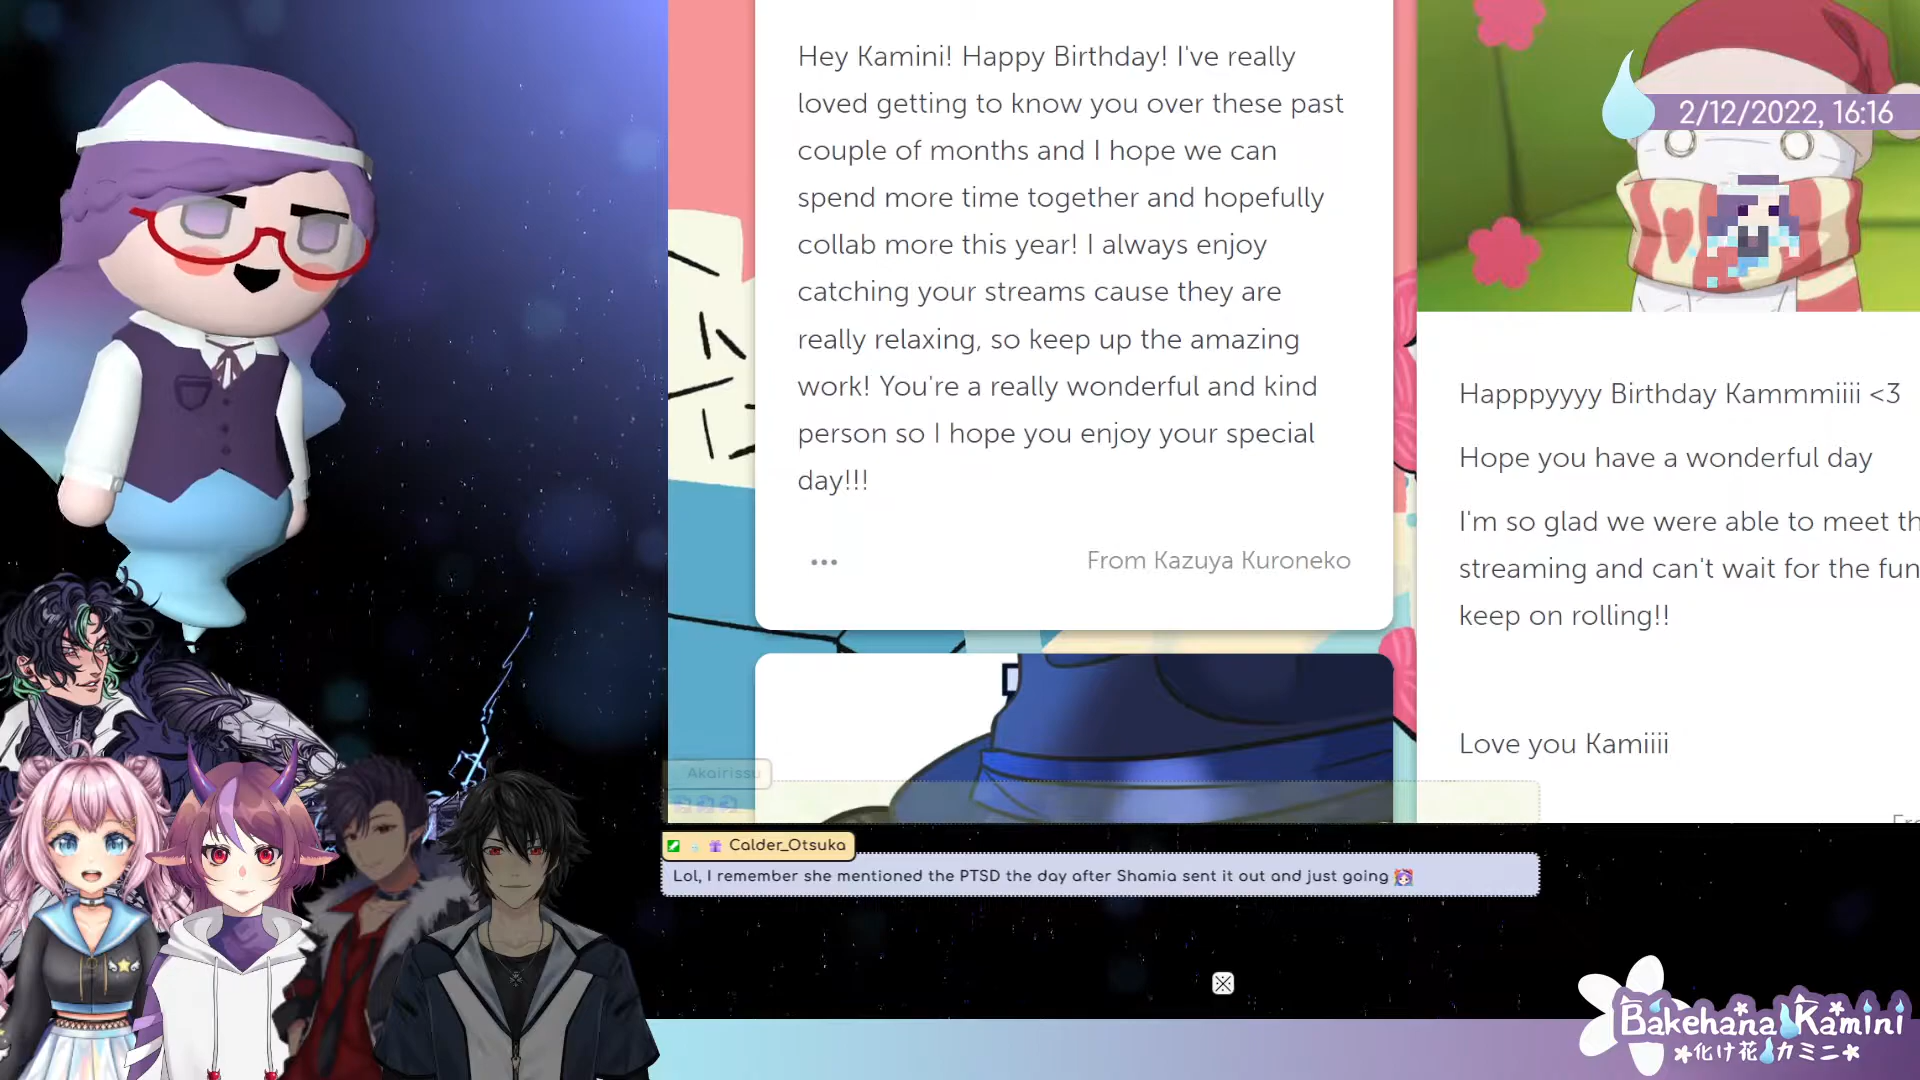 Hey Kamini! Happy Birthday! I've really
loved getting to know you over these past
couple of months and I hope we can
spend more time together and hopefully
collab more this year! I always enjoy
catching your streams cause they are
really relaxing, so keep up the amazing
work! You're a really wonderful and kind
person so I hope you enjoy your special
day!!!
From Kazuya Kuroneko
2/12/2022, 16:16
Happpyyyy Birthday Kammmiiii <3
Hope you have a wonderful day
I'm so glad we were able to meet th
streaming and can't wait for the fun
keep on rolling!!
Love you Kamiiii
Akairissu
Calder_Otsuka
Lol, I remember she mentioned the PTSD the day after Shamia sent it out and just going
Bakehana Kamini
化け花カミニ